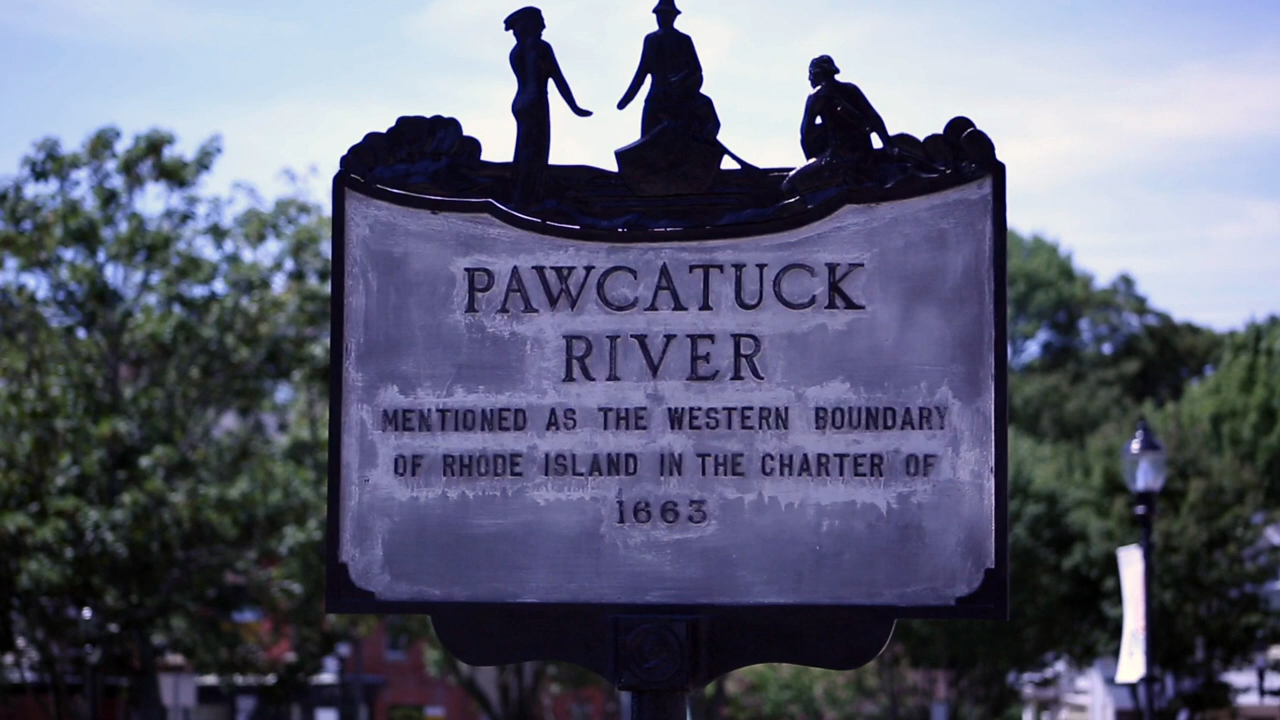 PAWCATUCK
RIVER
MENTIONED AS THE WESTERN BOUNDARY
OF RHODE ISLAND IN THE CHARTER OF
1663